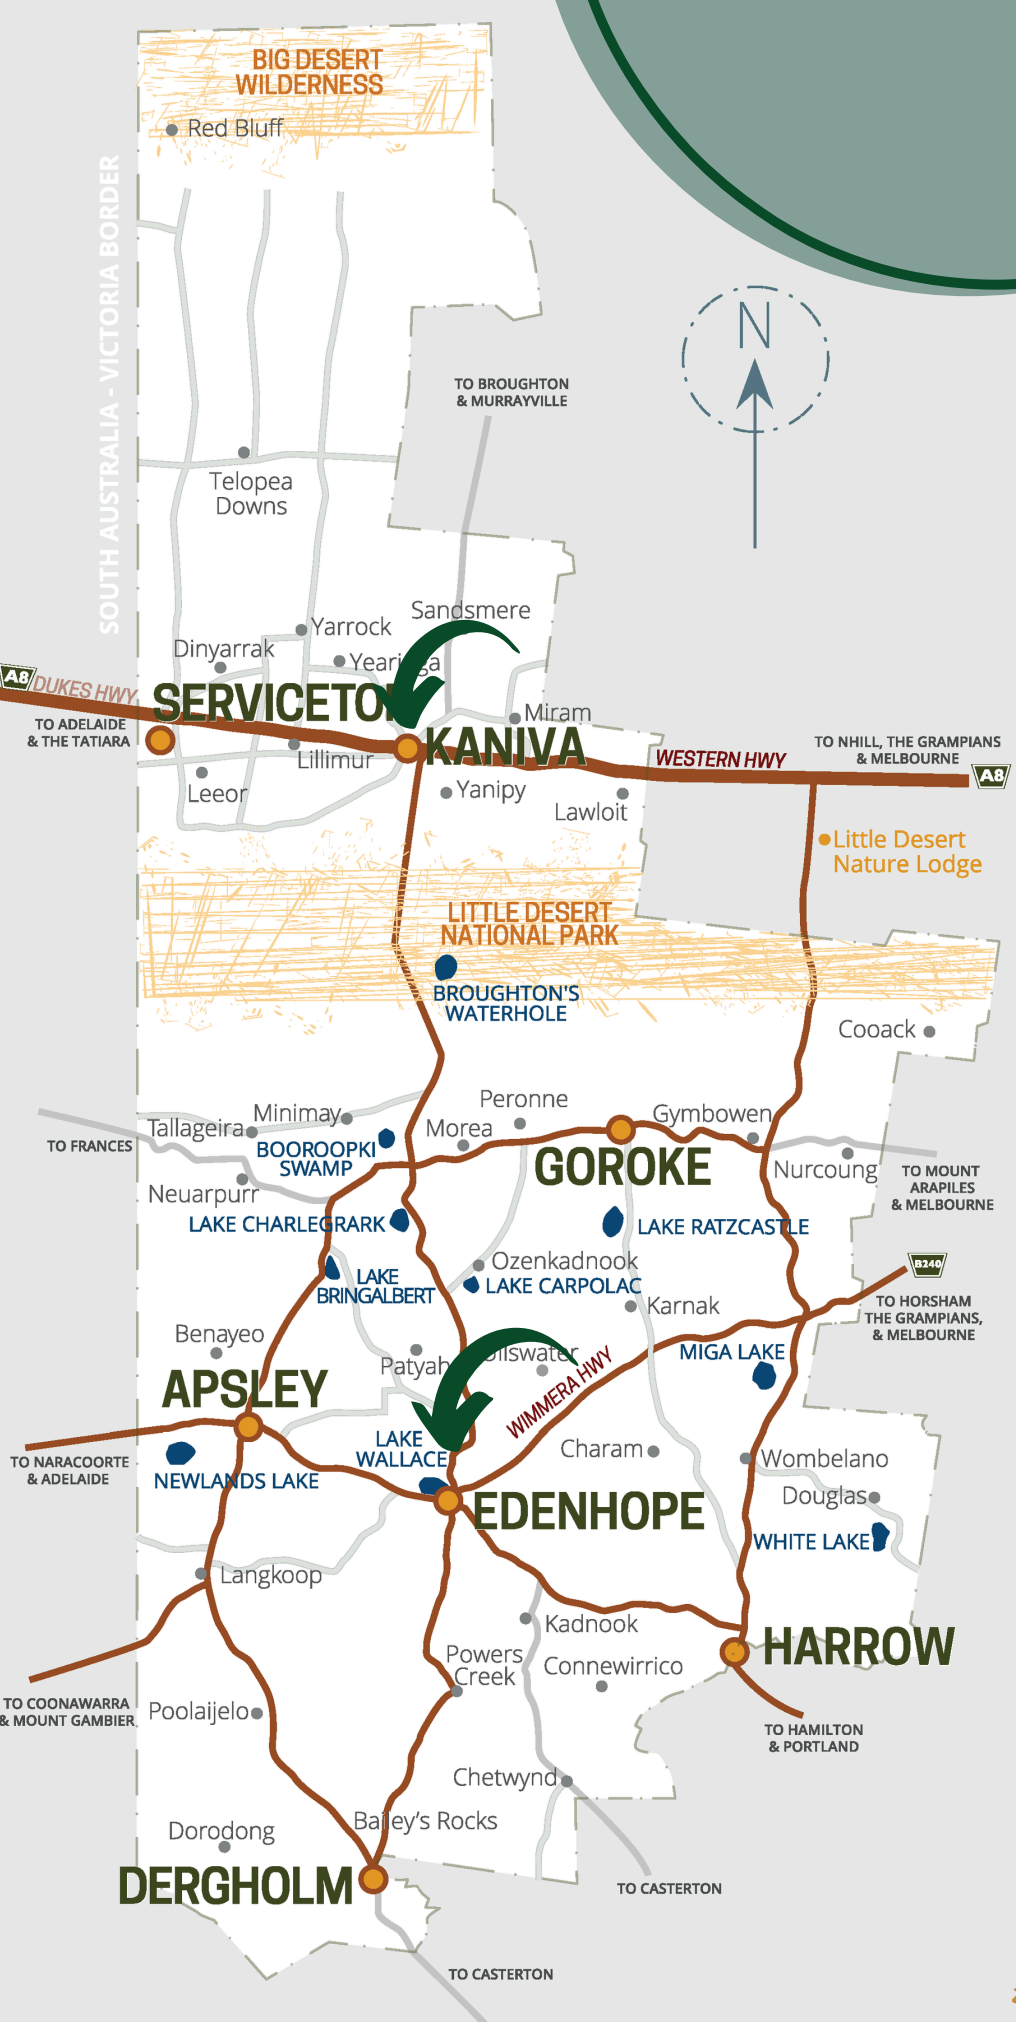 BIG DESERT
WILDERNESS
Red Bluff
SOUTH AUSTRALIA - VICTORIA BORDER
N
TO BROUGHTON
& MURRAYVILLE
Telopea
Downs
Sandsmere
Yarrock
Dinyarrak
A8
DUKES HWY
Miram
TO ADELAIDE
& THE TATIARA
KANIVA
Lillimur
WESTERN HWY
TO NHILL, THE GRAMPIANS
& MELBOURNE
A8
Leeor
Yanipy
Lawloit
Little Desert
Nature Lodge
LITTLE DESERT
NATIONAL PARK
BROUGHTON'S
WATERHOLE
Cooack
Peronne
Minimay
Gymbowen
Tallageira
Morea
TO FRANCES
BOOROOPKI
SWAMP
GOROKE
Nurcoung
TO MOUNT
ARAPILES
& MELBOURNE
Neuarpurr
LAKE CHARLEGRARK
LAKE RATZCASTLE
Ozenkadnook
B240
LAKE
BRINGALBERT
LAKE CARPOLAC
Karnak
TO HORSHAM
THE GRAMPIANS,
& MELBOURNE
Benayeo
MIGA LAKE
Patyah
WIMMERA HWY
APSLEY
LAKE
WALLACE
Charam
Wombelano
TO NARACOORTE
& ADELAIDE
NEWLANDS LAKE
Douglas
EDENHOPE
WHITE LAKE
Langkoop
Kadnook
HARROW
Powers
Creek
Connewirrico
TO COONAWARRA
& MOUNT GAMBIER
Poolaijelo
TO HAMILTON
& PORTLAND
Chetwynd
Bailey's Rocks
Dorodong
DERGHOLM
TO CASTERTON
TO CASTERTON